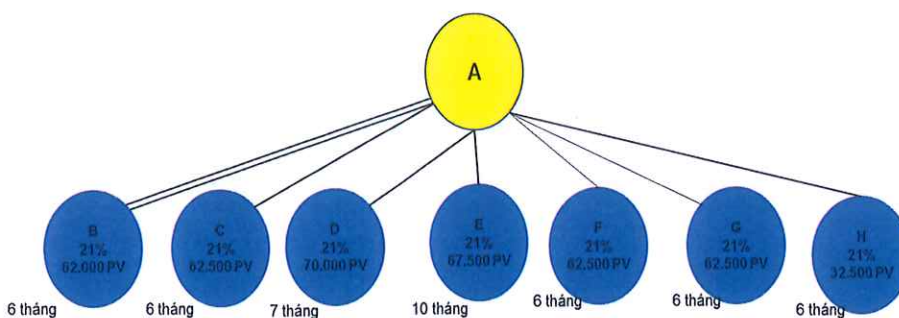 A
B
21%
62.000 PV
C
21%
62.500 PV
D
21%
70.000 PV
E
21%
67.500 PV
F
21%
62.500 PV
G
21%
62.500 PV
H
21%
32.500 PV
6 tháng
6 tháng
7 tháng
10 tháng
6 tháng
6 tháng
6 tháng